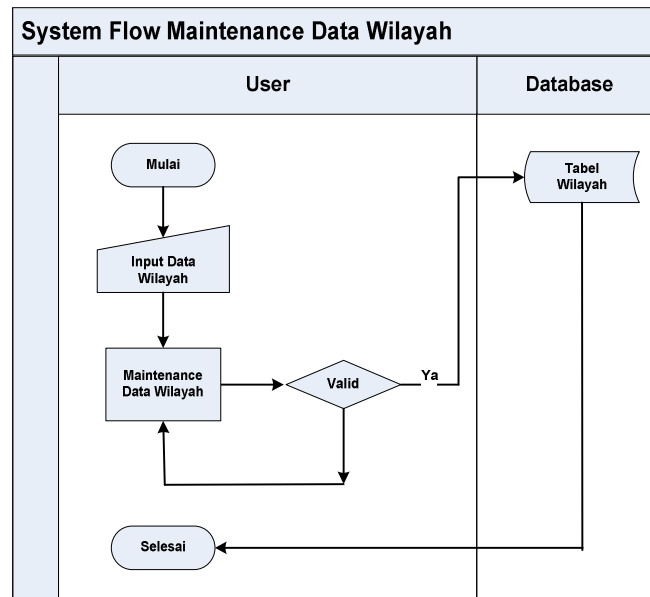 System Flow Maintenance Data Wilayah
User
Database
Mulai
Tabel
Wilayah
Input Data
Wilayah
Maintenance
Data Wilayah
Valid
Ya
Selesai